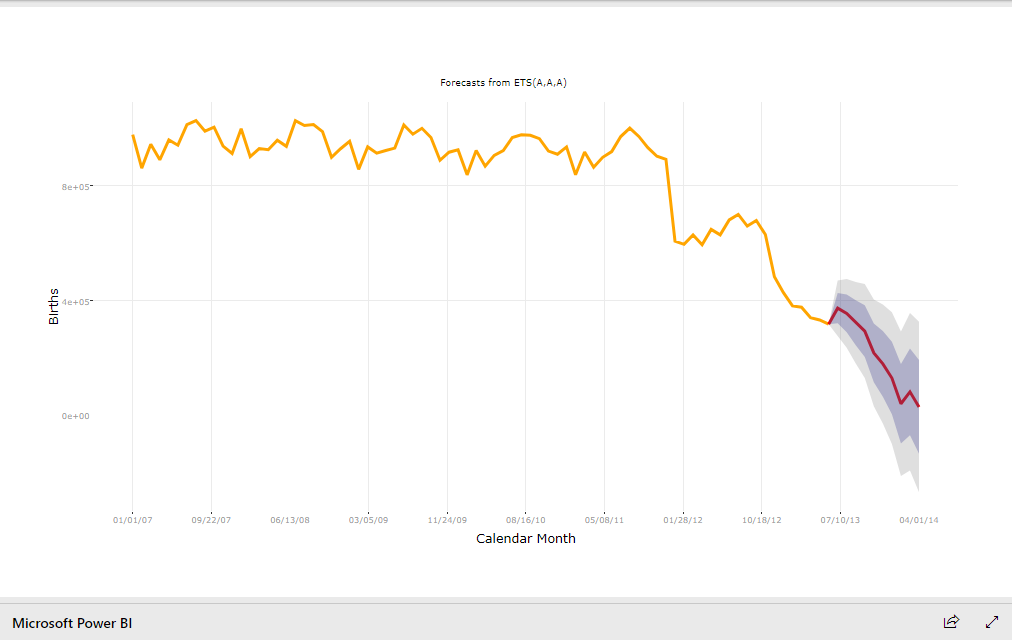 Forecasts from ETS(A,A,A)
8e+05
4e+05
0e+00
Births
01/01/07 09/22/07 06/13/08 03/05/09 11/24/09 08/16/10 05/08/11 01/28/12 10/18/12 07/10/13 04/01/14
Calendar Month
Microsoft Power BI